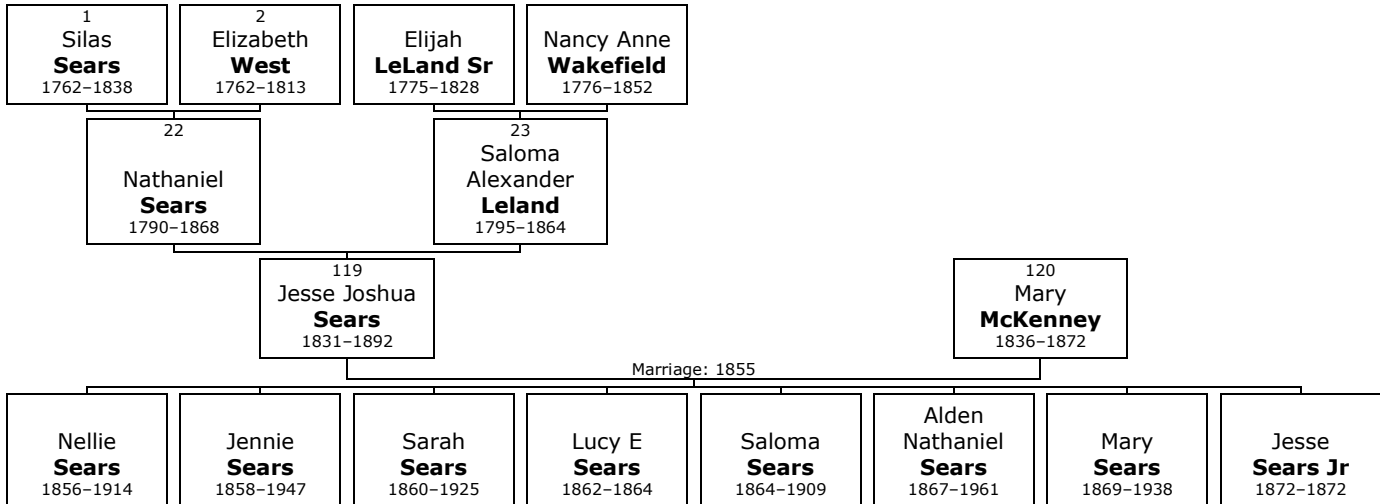 1
Silas
Sears
1762–1838
2
Elizabeth
West
1762–1813
Elijah
LeLand Sr
1775–1828
Nancy Anne
Wakefield
1776–1852
22
Nathaniel
Sears
1790–1868
23
Saloma
Alexander
Leland
1795–1864
119
Jesse Joshua
Sears
1831–1892
120
Mary
McKenney
1836–1872
Marriage: 1855
Nellie
Sears
1856–1914
Jennie
Sears
1858–1947
Sarah
Sears
1860–1925
Lucy E
Sears
1862–1864
Saloma
Sears
1864–1909
Alden
Nathaniel
Sears
1867–1961
Mary
Sears
1869–1938
Jesse
Sears Jr
1872–1872